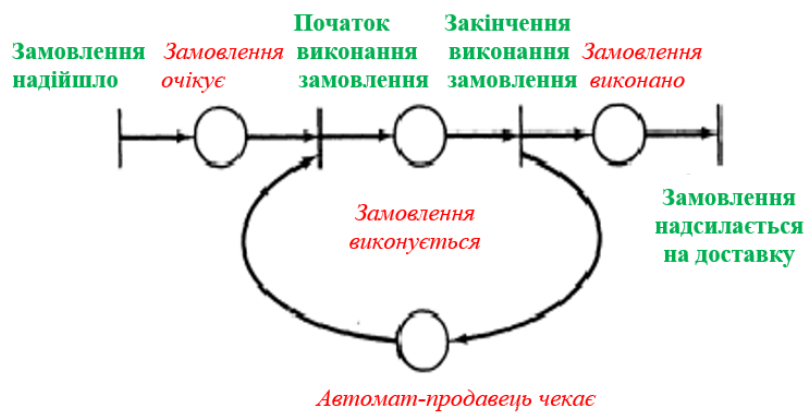 Замовлення
надійшло
Замовлення
очікує
Початок
виконання
замовлення
Закінчення
виконання
замовлення
Замовлення
виконано
Замовлення
виконується
Замовлення
надсилається
на доставку
Автомат-продавець чекає